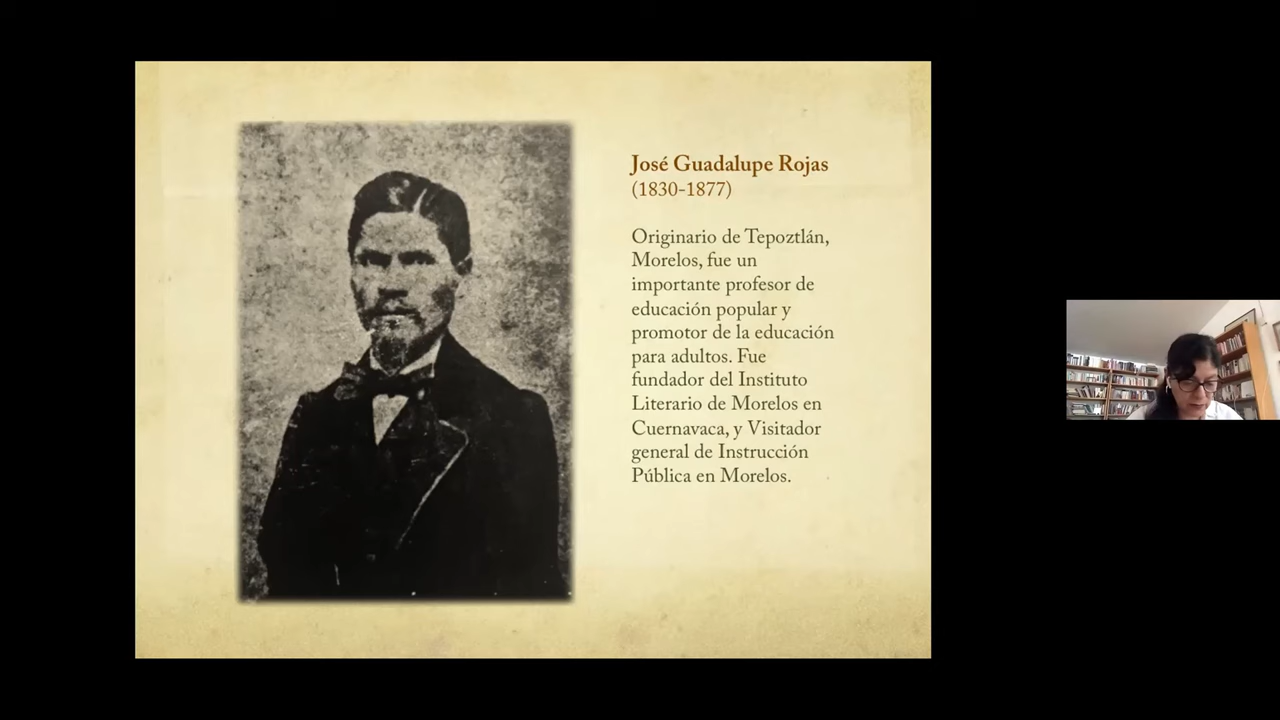 José Guadalupe Rojas
(1830-1877)
Originario de Tepoztlán,
Morelos, fue un
importante profesor de
educación popular y
promotor de la educación
para adultos. Fue
fundador del Instituto
Literario de Morelos en
Cuernavaca, y Visitador
general de Instrucción
Pública en Morelos.